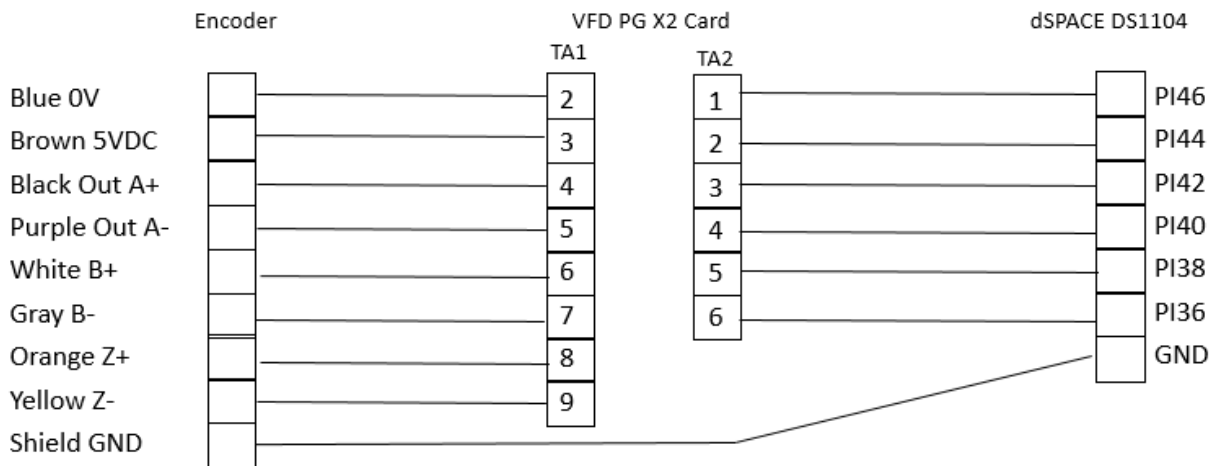 Encoder
VFD PG X2 Card
dSPACE DS1104
TA1
TA2
Blue 0V
Brown 5VDC
Black Out A+
Purple Out A-
White B+
Gray B-
Orange Z+
Yellow Z-
Shield GND
2
3
4
5
6
7
8
9
1
2
3
4
5
6
PI46
PI44
PI42
PI40
PI38
PI36
GND